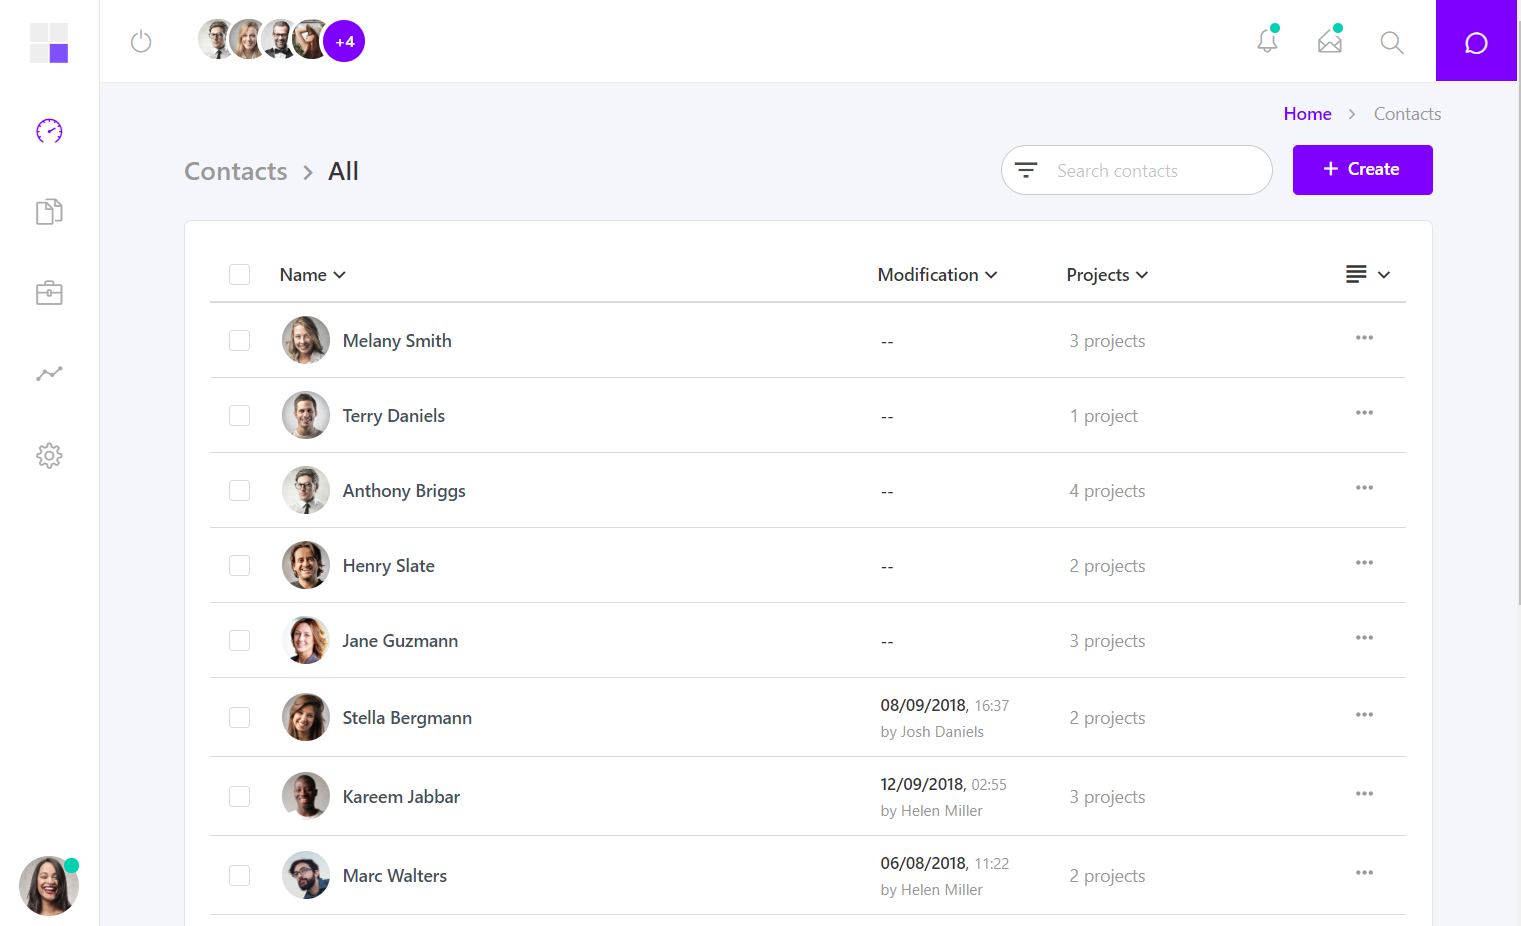 +4
Home > Contacts
Contacts > All
Search contacts
+ Create
Name Modification Projects
Melany Smith -- 3 projects
Terry Daniels -- 1 project
Anthony Briggs -- 4 projects
Henry Slate -- 2 projects
Jane Guzmann -- 3 projects
Stella Bergmann 08/09/2018, 16:37 2 projects
by Josh Daniels
Kareem Jabbar 12/09/2018, 02:55 3 projects
by Helen Miller
Marc Walters 06/08/2018, 11:22 2 projects
by Helen Miller